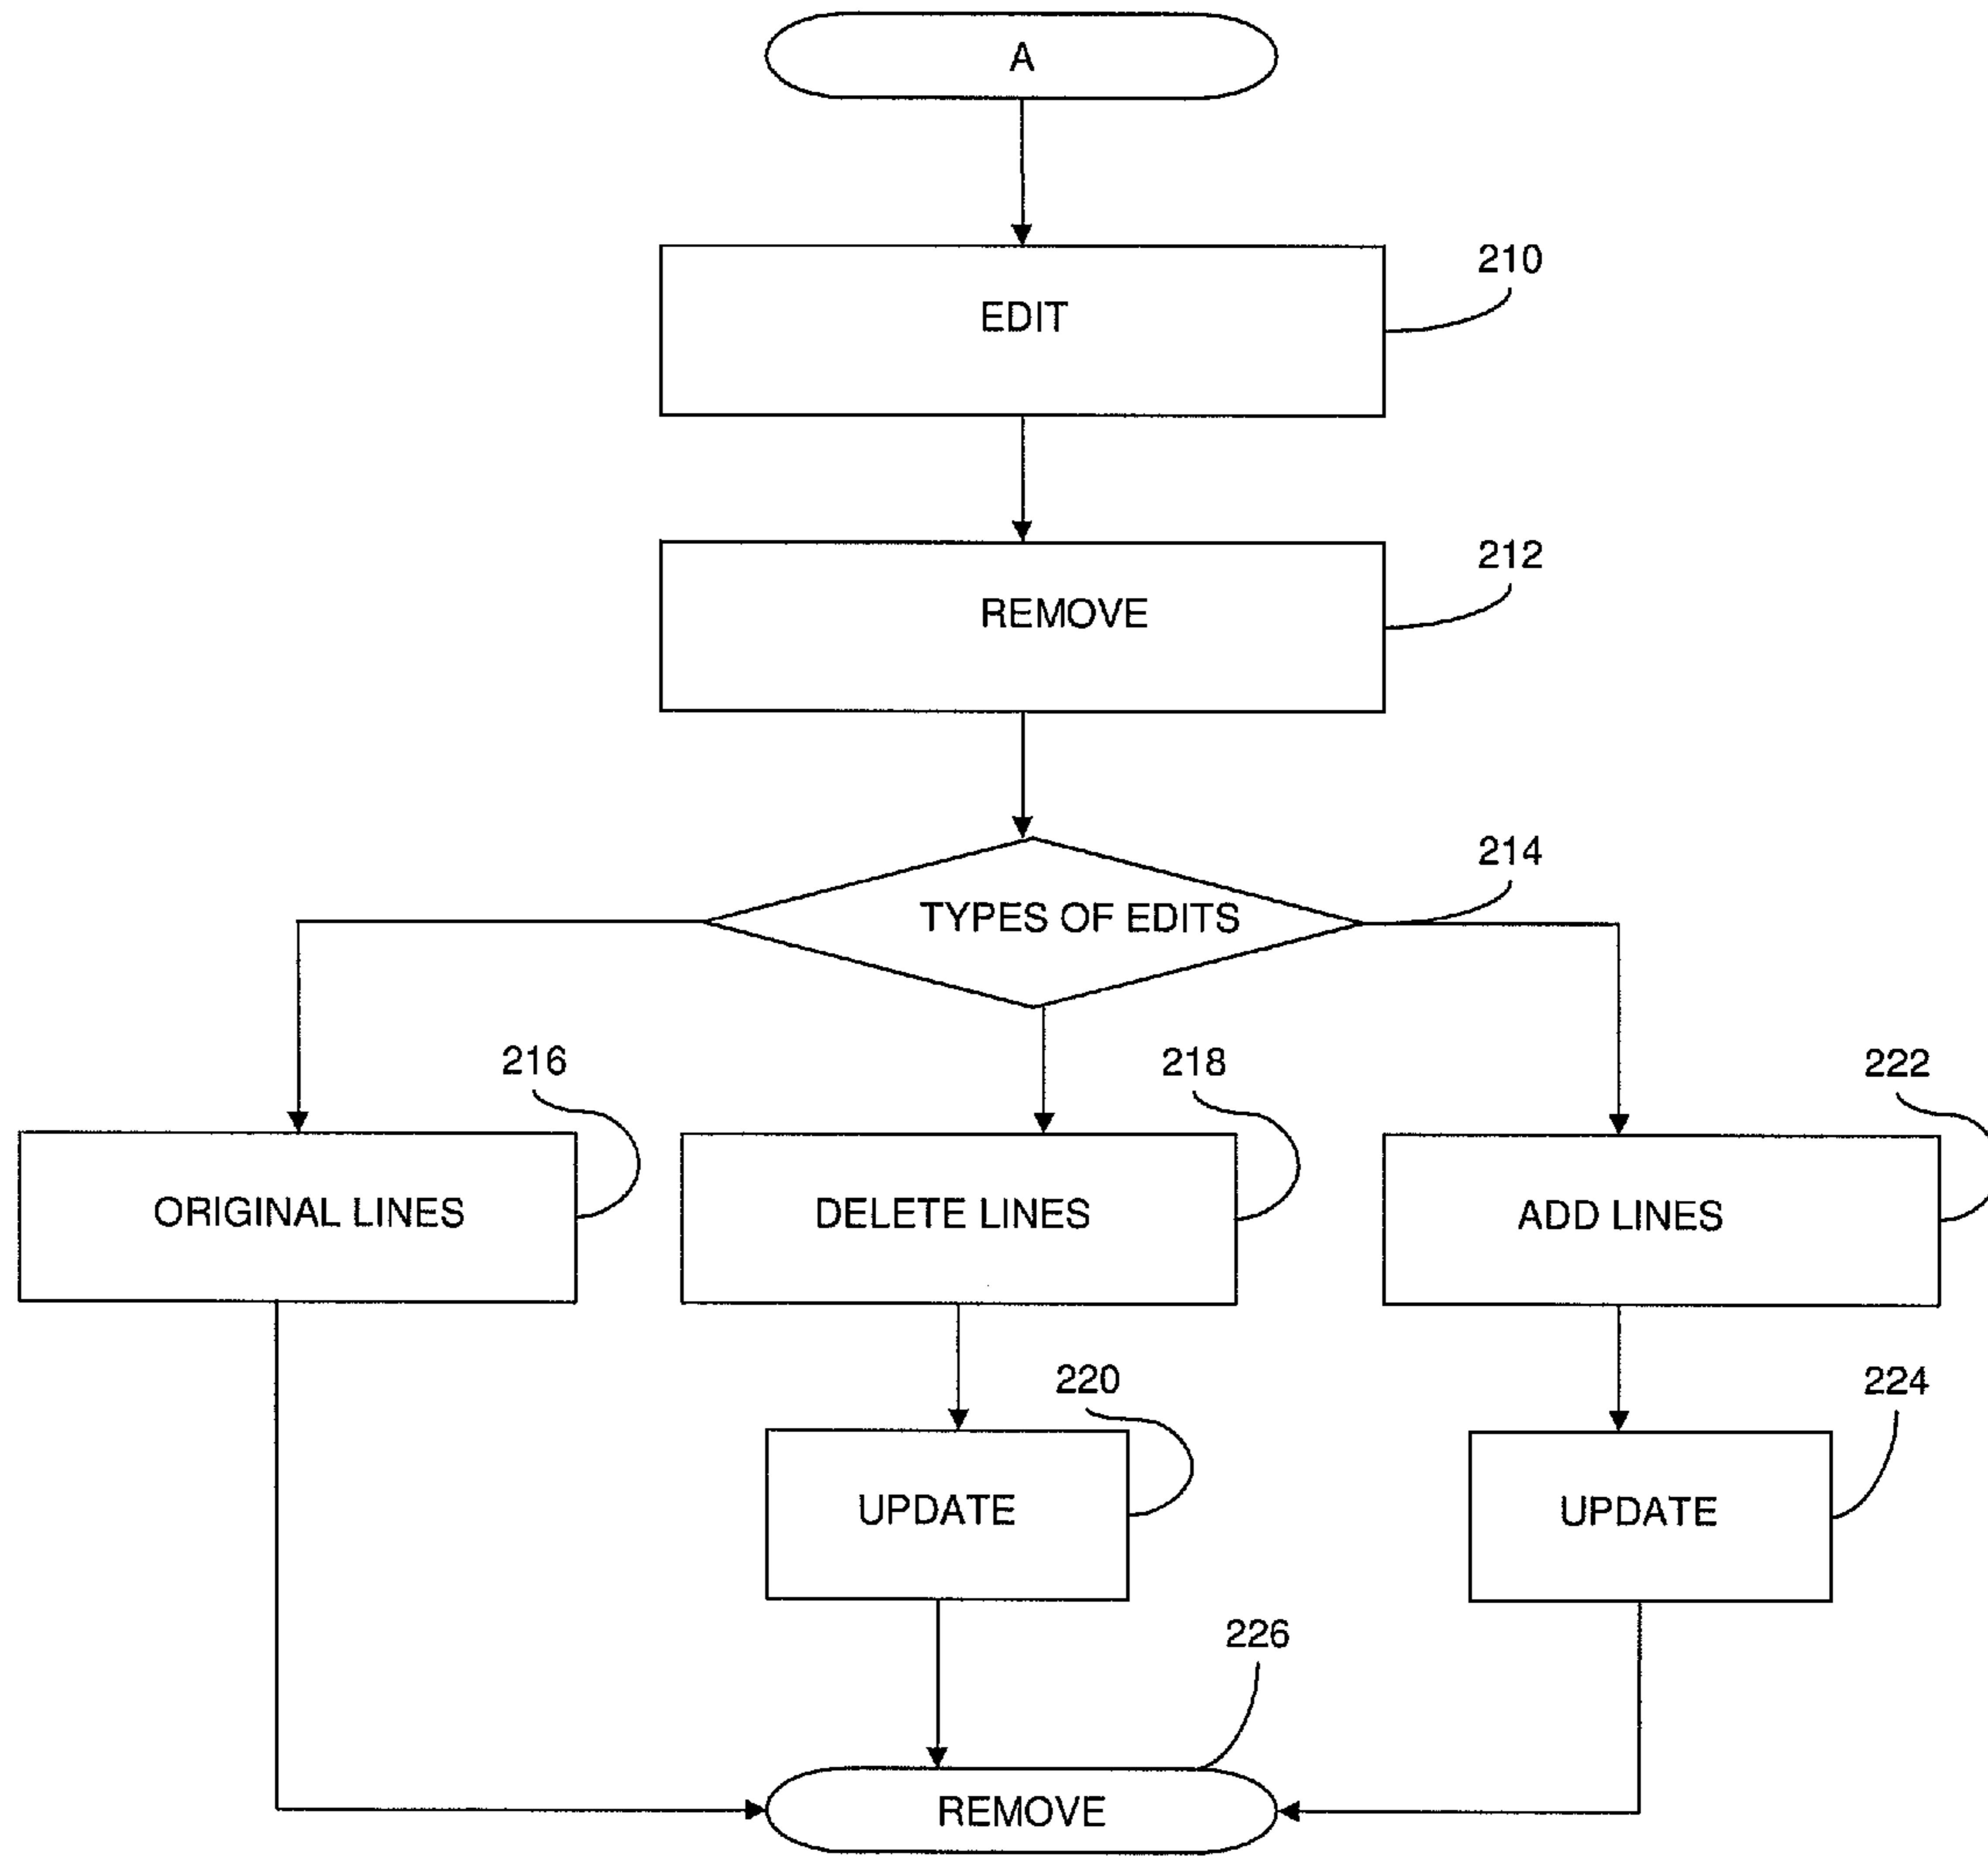 A
210
EDIT
212
REMOVE
214
TYPES OF EDITS
216
218
222
ORIGINAL LINES
DELETE LINES
ADD LINES
220
224
UPDATE
UPDATE
226
REMOVE